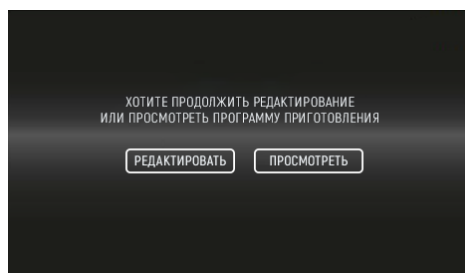 ХОТИТЕ ПРОДОЛЖИТЬ РЕДАКТИРОВАНИЕ
ИЛИ ПРОСМОТРЕТЬ ПРОГРАММУ ПРИГОТОВЛЕНИЯ
РЕДАКТИРОВАТЬ ПРОСМОТРЕТЬ